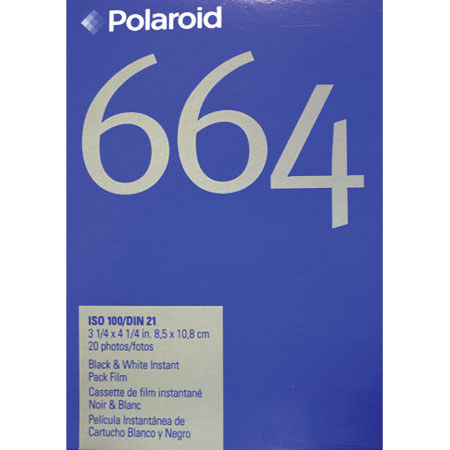 Polaroid
664
ISO 100/DIN 21
3 1/4 x 4 1/4 in. 8,5 x 10,8 cm
20 photos/fotos
Black & White Instant
Pack Film
Cassette de film instantané
Noir & Blanc
Película Instantánea de
Cartucho Blanco y Negro